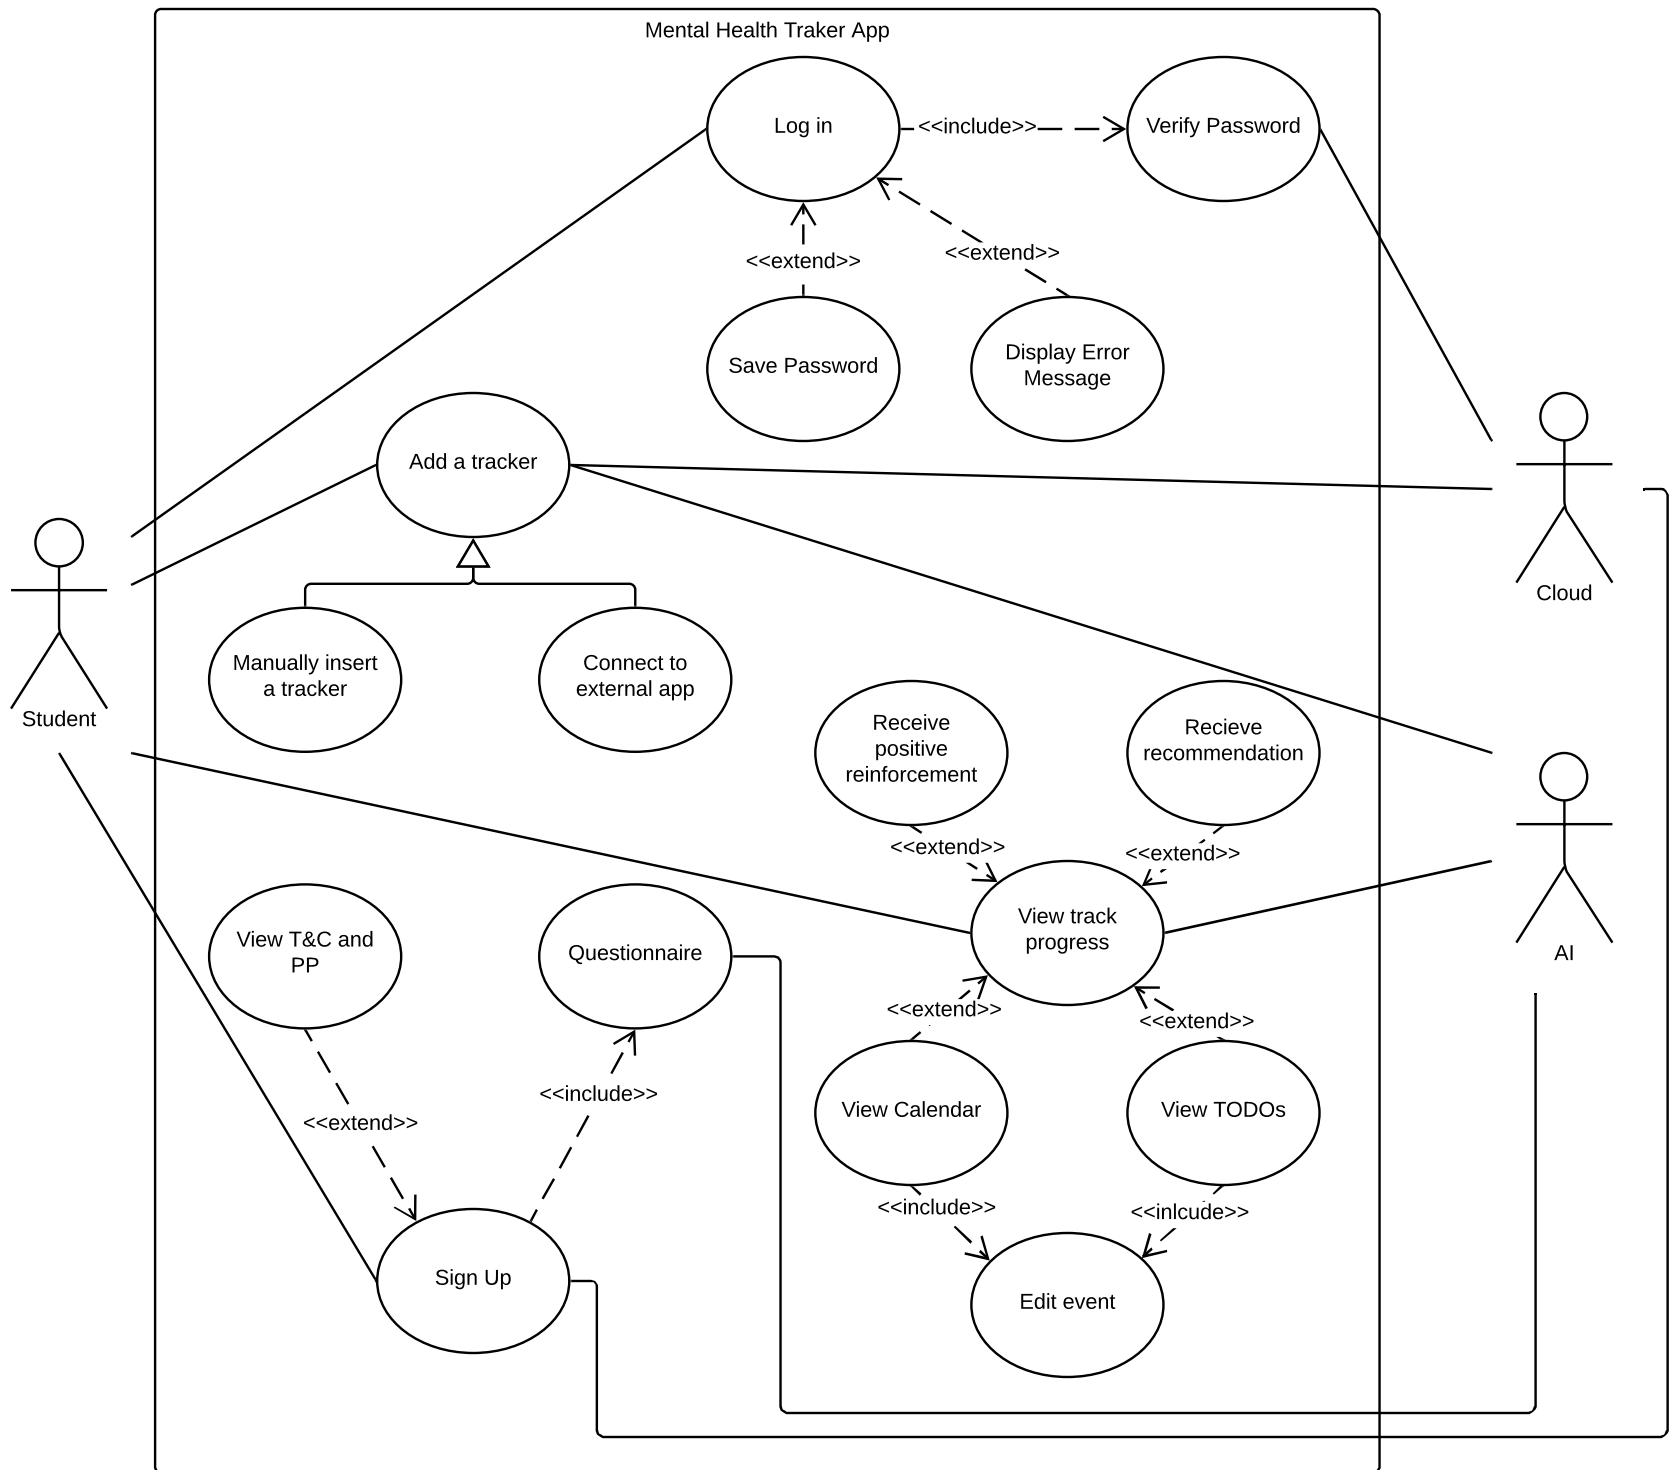 Mental Health Traker App
Log in
<<include>>
Verify Password
<<extend>>
<<extend>>
Save Password
Display Error
Message
Add a tracker
Manually insert
a tracker
Connect to
external app
Student
Cloud
Receive
positive
reinforcement
Recieve
recommendation
<<extend>>
<<extend>>
View track
progress
AI
View T&C and
PP
Questionnaire
<<extend>>
<<extend>>
<<include>>
<<extend>>
View Calendar
View TODOs
<<include>>
<<inlcude>>
Sign Up
Edit event